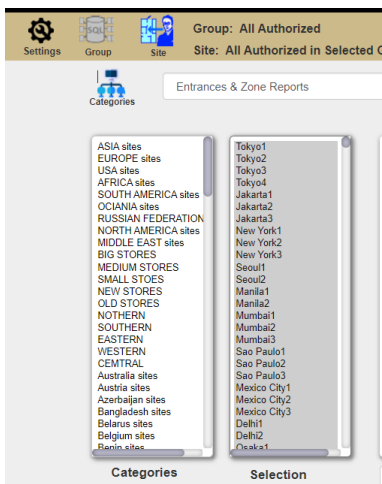 Group: All Authorized
Settings
SQL
Group
Site
Site: All Authorized in Selected
Categories
Entrances & Zone Reports
ASIA sites
EUROPE sites
USA sites
AFRICA sites
SOUTH AMERICA sites
OCIANIA sites
RUSSIAN FEDERATION
NORTH AMERICA sites
MIDDLE EAST sites
BIG STORES
MEDIUM STORES
SMALL STOES
NEW STORES
OLD STORES
NOTHERN
SOUTHERN
EASTERN
WESTERN
CEMTRAL
Australia sites
Austria sites
Azerbaijan sites
Bangladesh sites
Belarus sites
Belgium sites
Benin sites
Categories
Tokyo1
Tokyo2
Tokyo3
Tokyo4
Jakarta1
Jakarta2
Jakarta3
New York1
New York2
New York3
Seoul1
Seoul2
Manila1
Manila2
Mumbai1
Mumbai2
Mumbai3
Sao Paulo1
Sao Paulo2
Sao Paulo3
Mexico City1
Mexico City2
Mexico City3
Delhi1
Delhi2
Osaka1
Selection